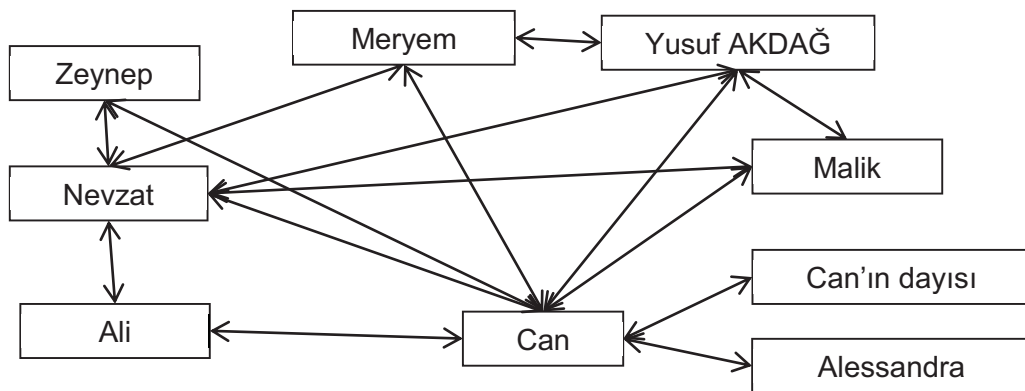 Meryem
Yusuf AKDAĞ
Zeynep
Malik
Nevzat
Can’ın dayısı
Ali
Can
Alessandra